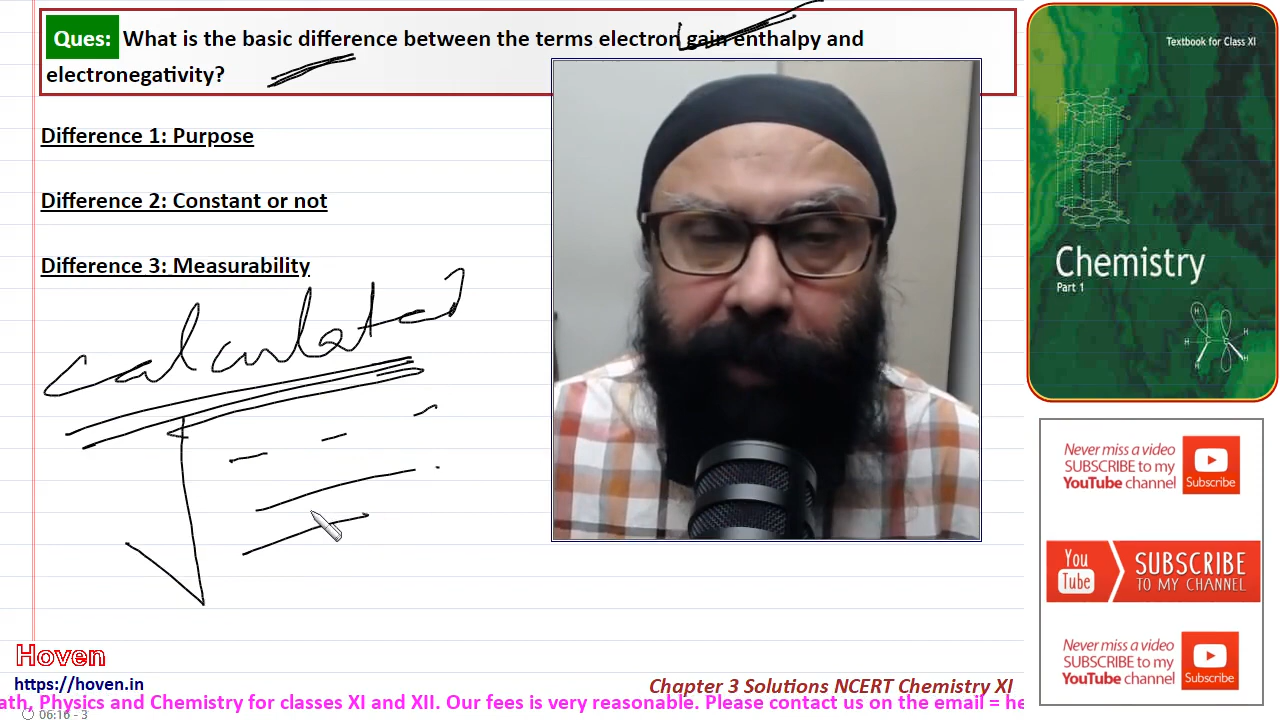 Ques: What is the basic difference between the terms electron gain enthalpy and
electronegativity?
Difference 1: Purpose
Difference 2: Constant or not
Difference 3: Measurability
Calculated
Hoven
https://hoven.in
ath, Physics and Chemistry for classes XI and XII. Our fees is very reasonable. Please contact us on the email = he
06:16 - 3
Chapter 3 Solutions NCERT Chemistry XI
Textbook for Class XI
Chemistry
Part 1
H
H
H
H
H
C
C
Never miss a video
SUBSCRIBE to my
YouTube channel
Subscribe
You
Tube
SUBSCRIBE
TO MY CHANNEL
Never miss a video
SUBSCRIBE to my
YouTube channel
Subscribe